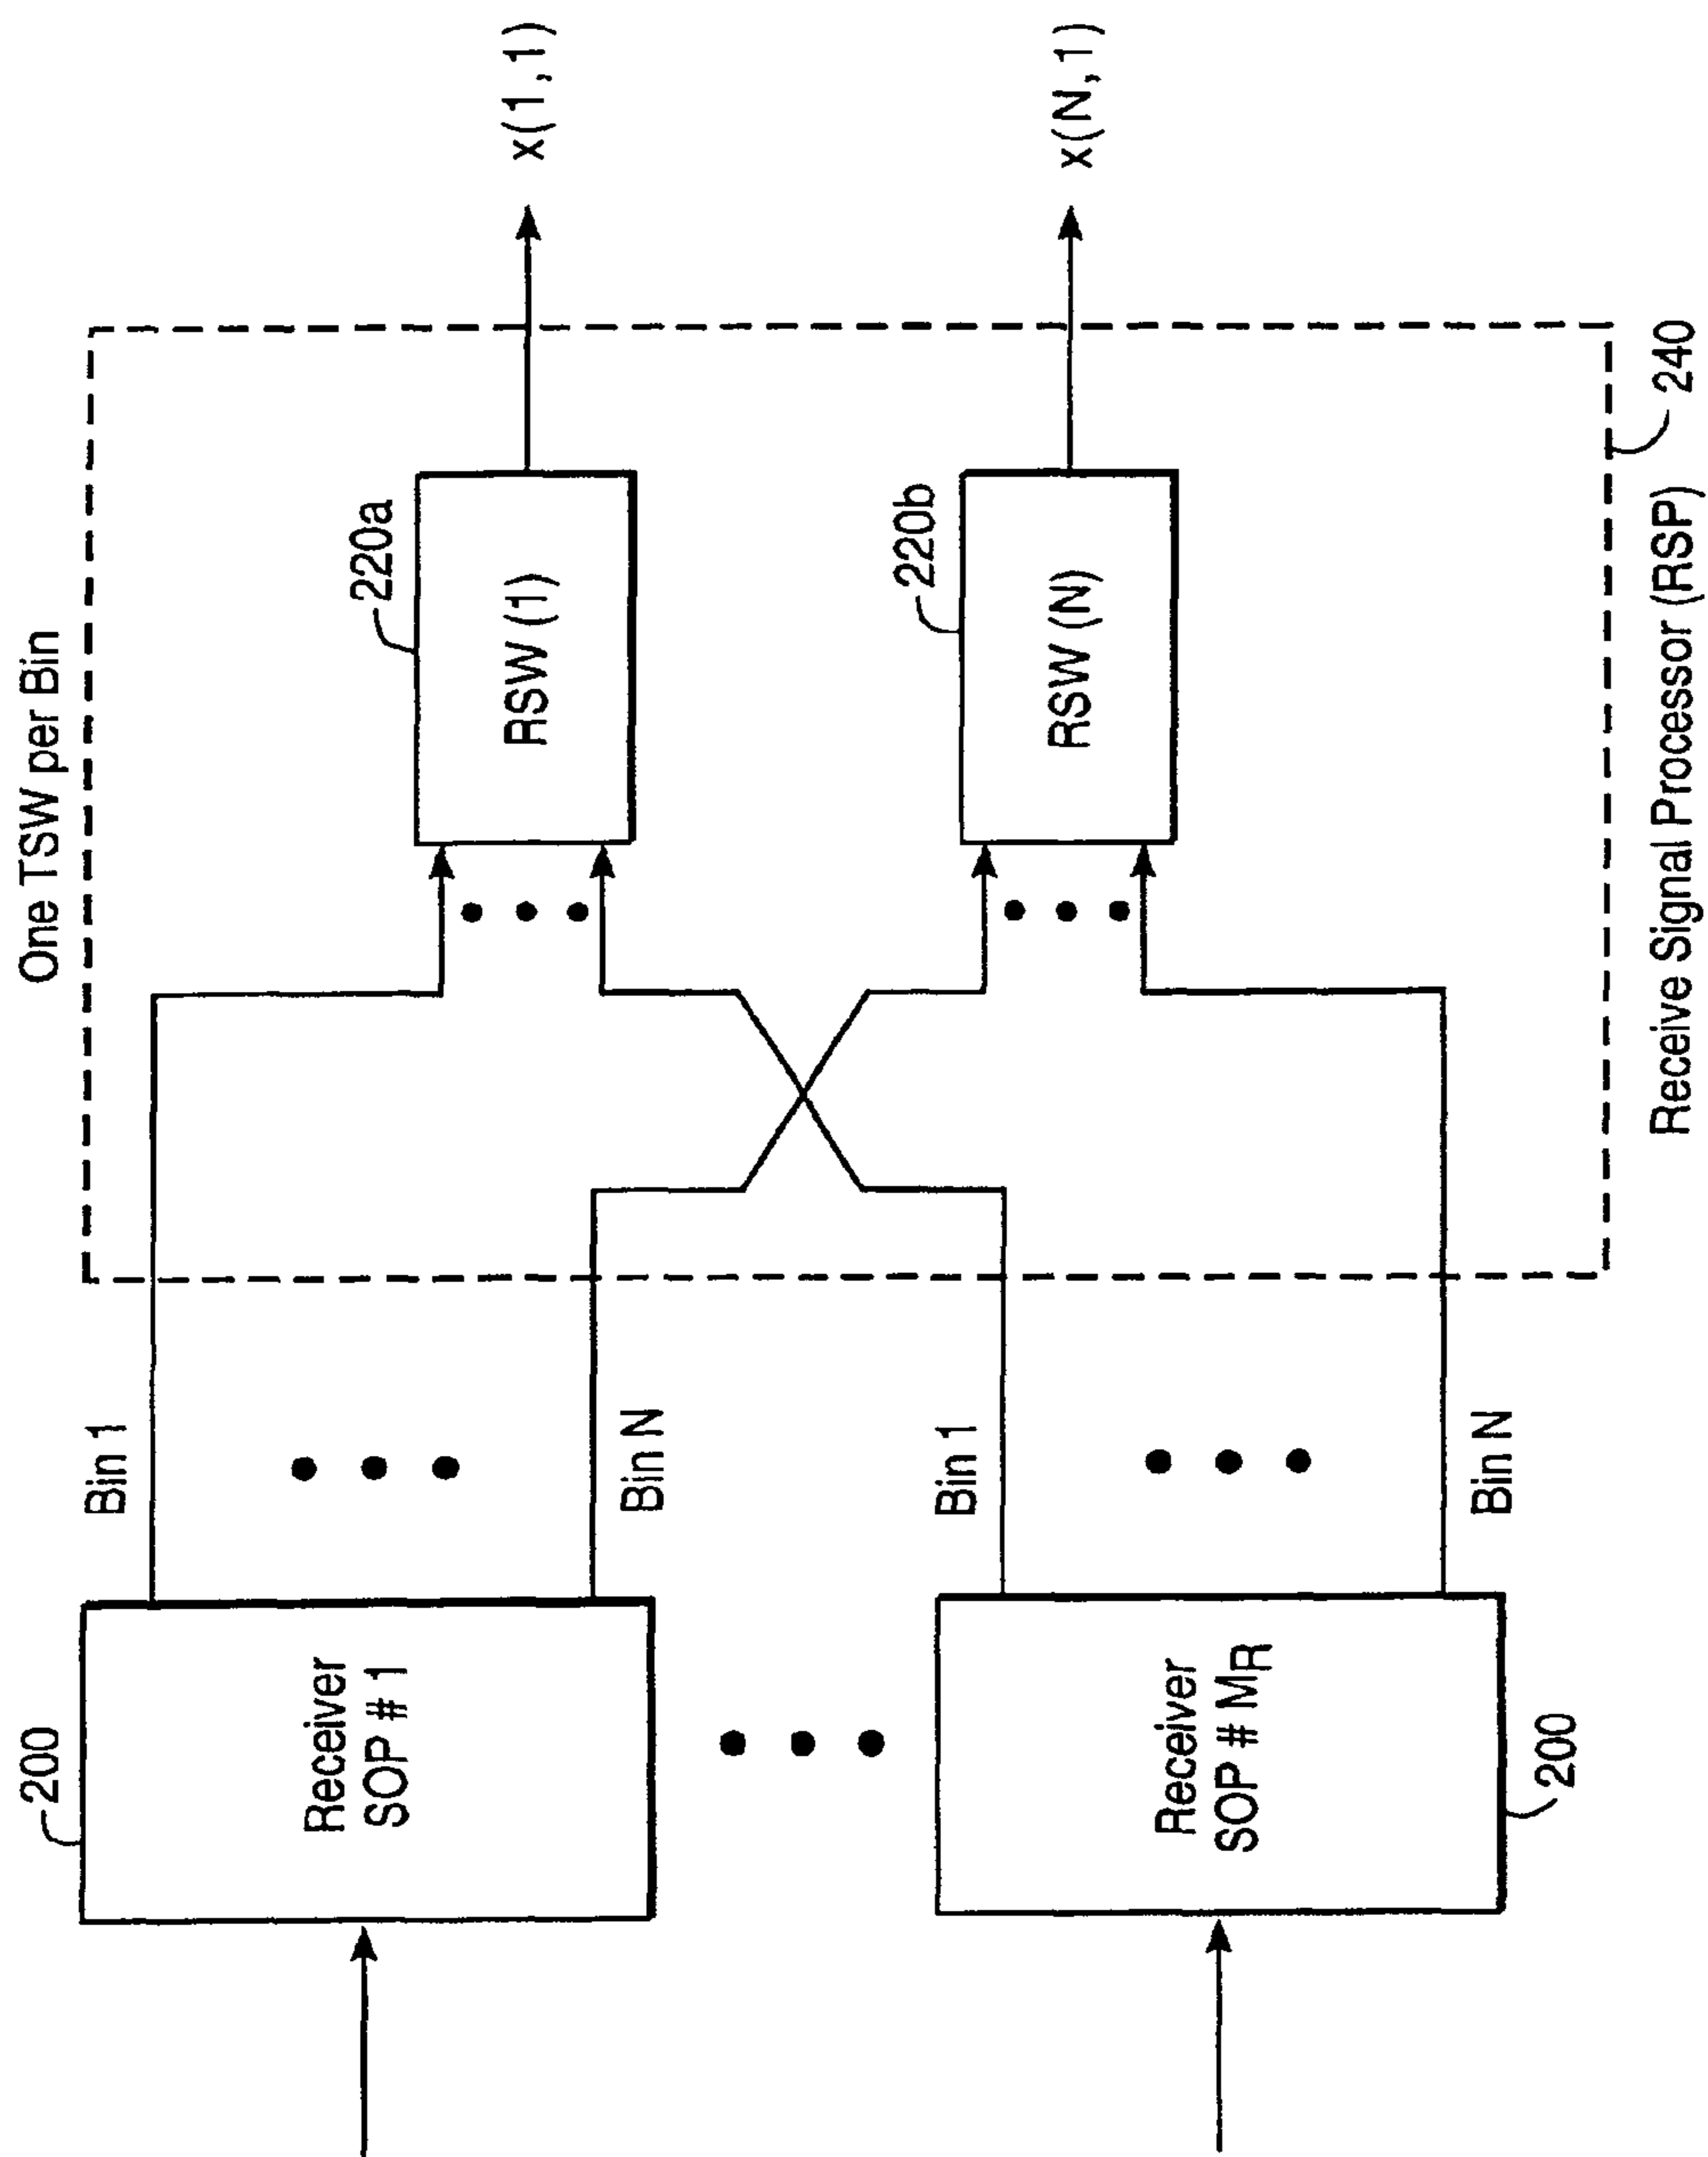 One TSW per Bin
200
Receiver
SOP # 1
Bin 1
Bin N
220a
RSW (1)
x(1,1)
Receiver
SOP # MR
200
Bin 1
Bin N
220b
RSW (N)
x(N,1)
240
Receive Signal Processor (RSP)